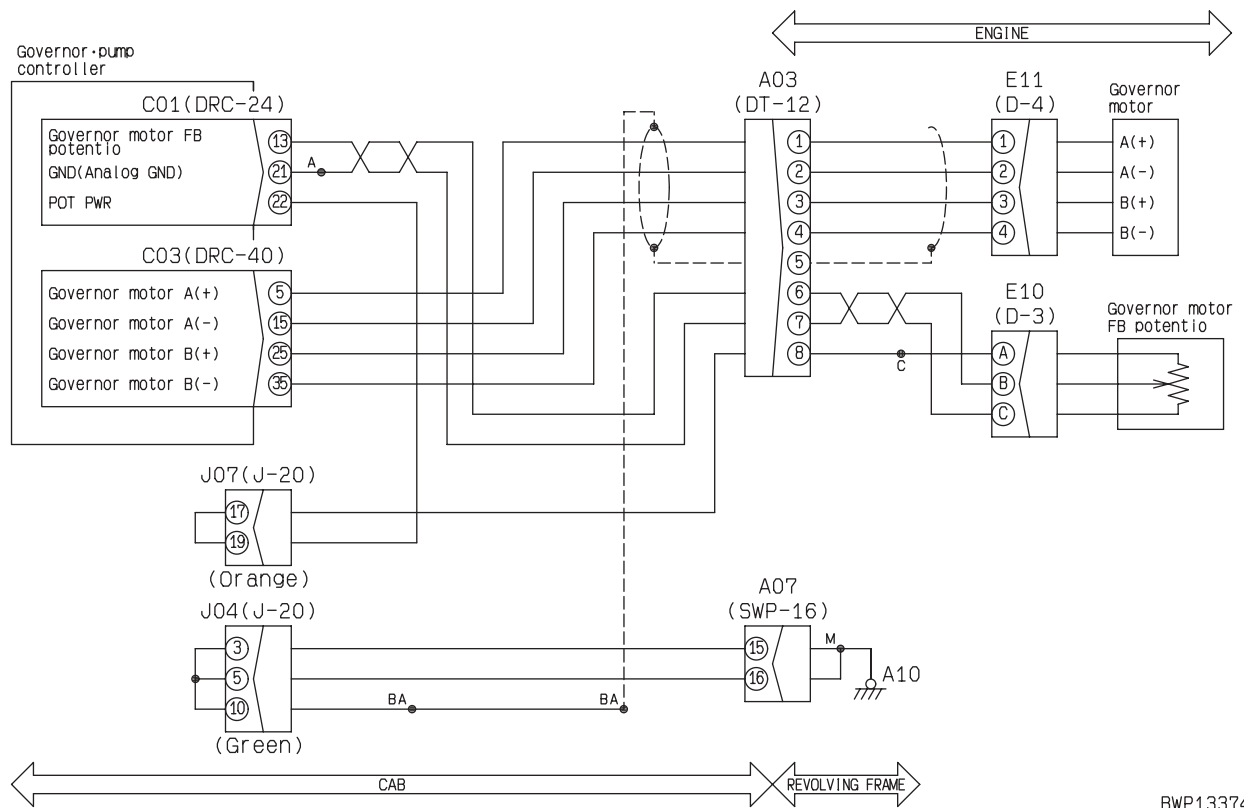 ENGINE
Governor・pump
controller
C01(DRC-24)
Governor motor FB
potentio
13
GND(Analog GND)
A
21
POT PWR
22
C03(DRC-40)
Governor motor A(+)
5
Governor motor A(-)
15
Governor motor B(+)
25
Governor motor B(-)
35
A03
(DT-12)
1
2
3
4
5
6
7
8
C
E11
(D-4)
1
2
3
4
Governor
motor
A(+)
A(-)
B(+)
B(-)
E10
(D-3)
A
B
C
Governor motor
FB potentio
J07(J-20)
17
19
(Orange)
J04(J-20)
3
5
10
BA
BA
(Green)
A07
(SWP-16)
15
16
M
A10
CAB
REVOLVING FRAME